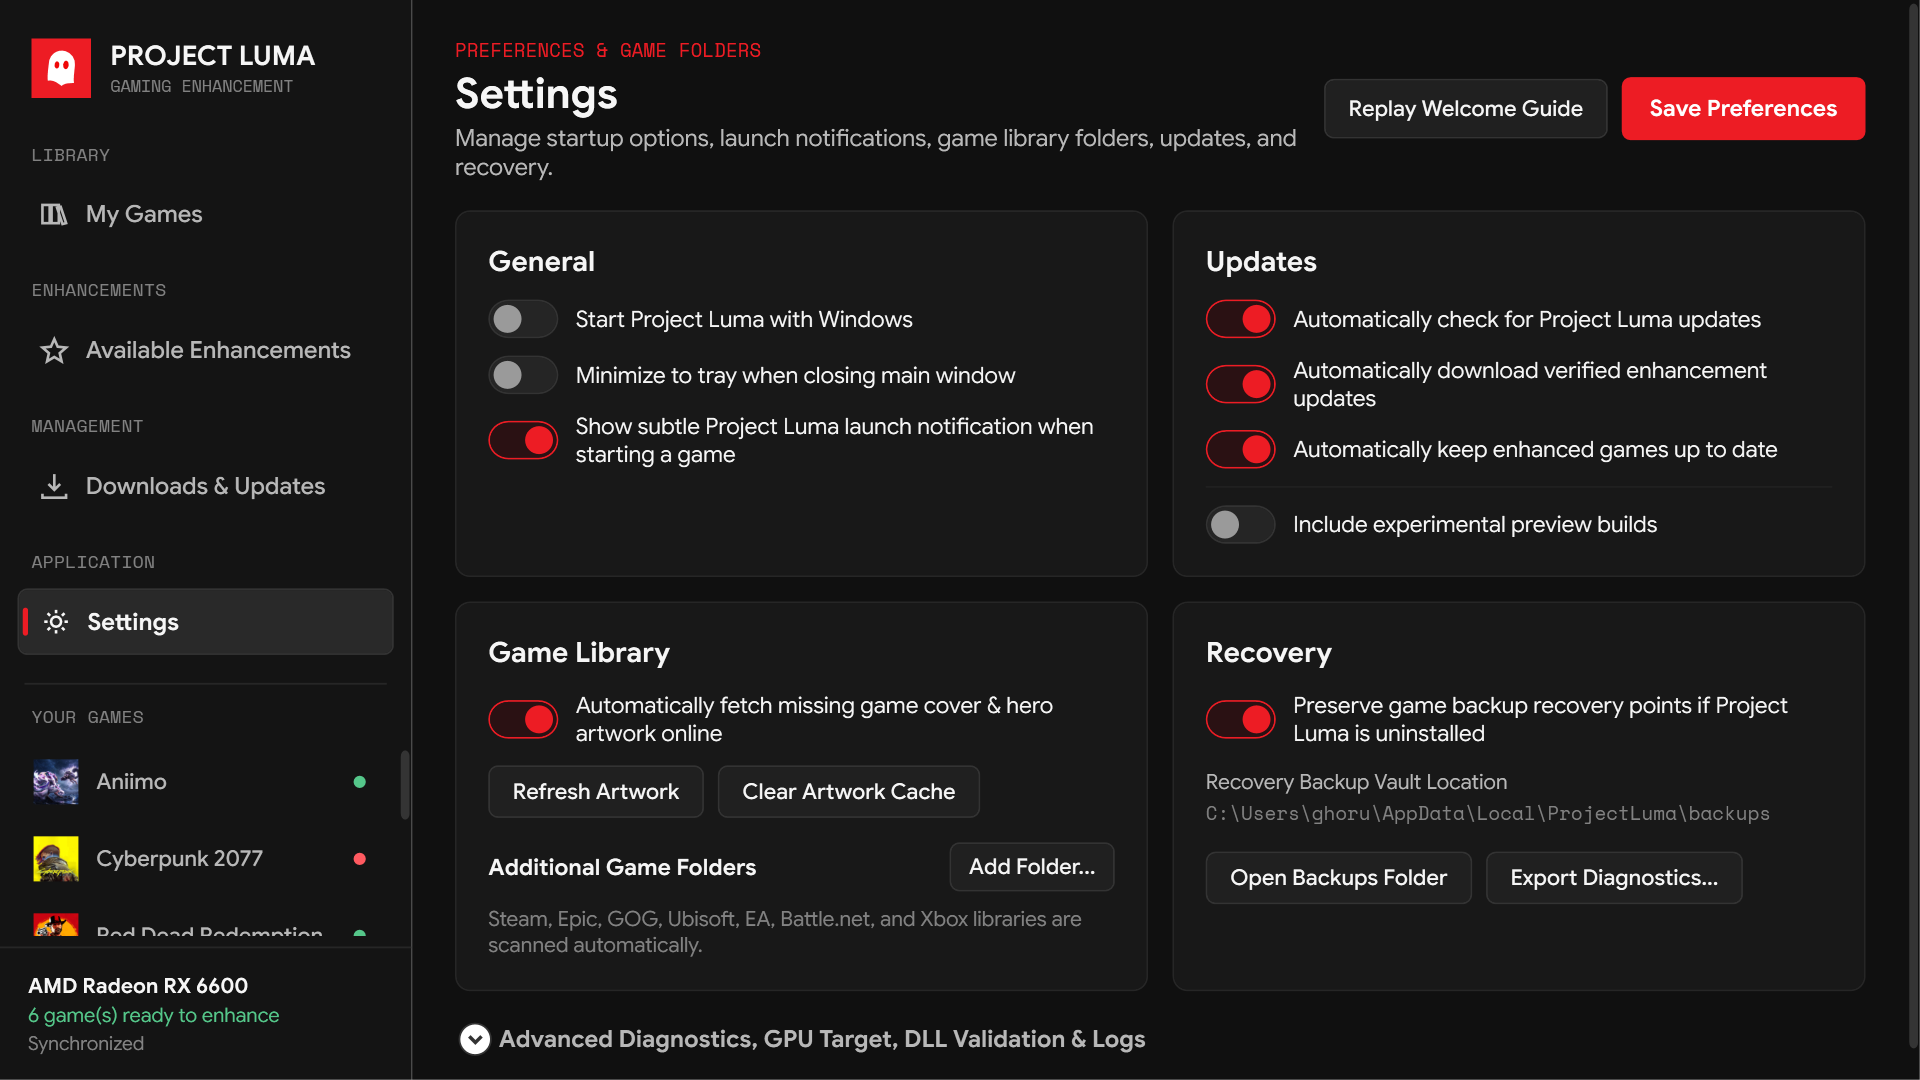 PROJECT LUMA
GAMING ENHANCEMENT
LIBRARY
My Games
ENHANCEMENTS
Available Enhancements
MANAGEMENT
Downloads & Updates
APPLICATION
Settings
YOUR GAMES
Aniimo
Cyberpunk 2077
Red Dead Redemption
AMD Radeon RX 6600
6 game(s) ready to enhance
Synchronized
PREFERENCES & GAME FOLDERS
Settings
Manage startup options, launch notifications, game library folders, updates, and
recovery.
Replay Welcome Guide
Save Preferences
General
Start Project Luma with Windows
Minimize to tray when closing main window
Show subtle Project Luma launch notification when
starting a game
Updates
Automatically check for Project Luma updates
Automatically download verified enhancement
updates
Automatically keep enhanced games up to date
Include experimental preview builds
Game Library
Automatically fetch missing game cover & hero
artwork online
Refresh Artwork
Clear Artwork Cache
Additional Game Folders
Add Folder...
Steam, Epic, GOG, Ubisoft, EA, Battle.net, and Xbox libraries are
scanned automatically.
Recovery
Preserve game backup recovery points if Project
Luma is uninstalled
Recovery Backup Vault Location
C:\Users\ghoru\AppData\Local\ProjectLuma\backups
Open Backups Folder
Export Diagnostics...
Advanced Diagnostics, GPU Target, DLL Validation & Logs